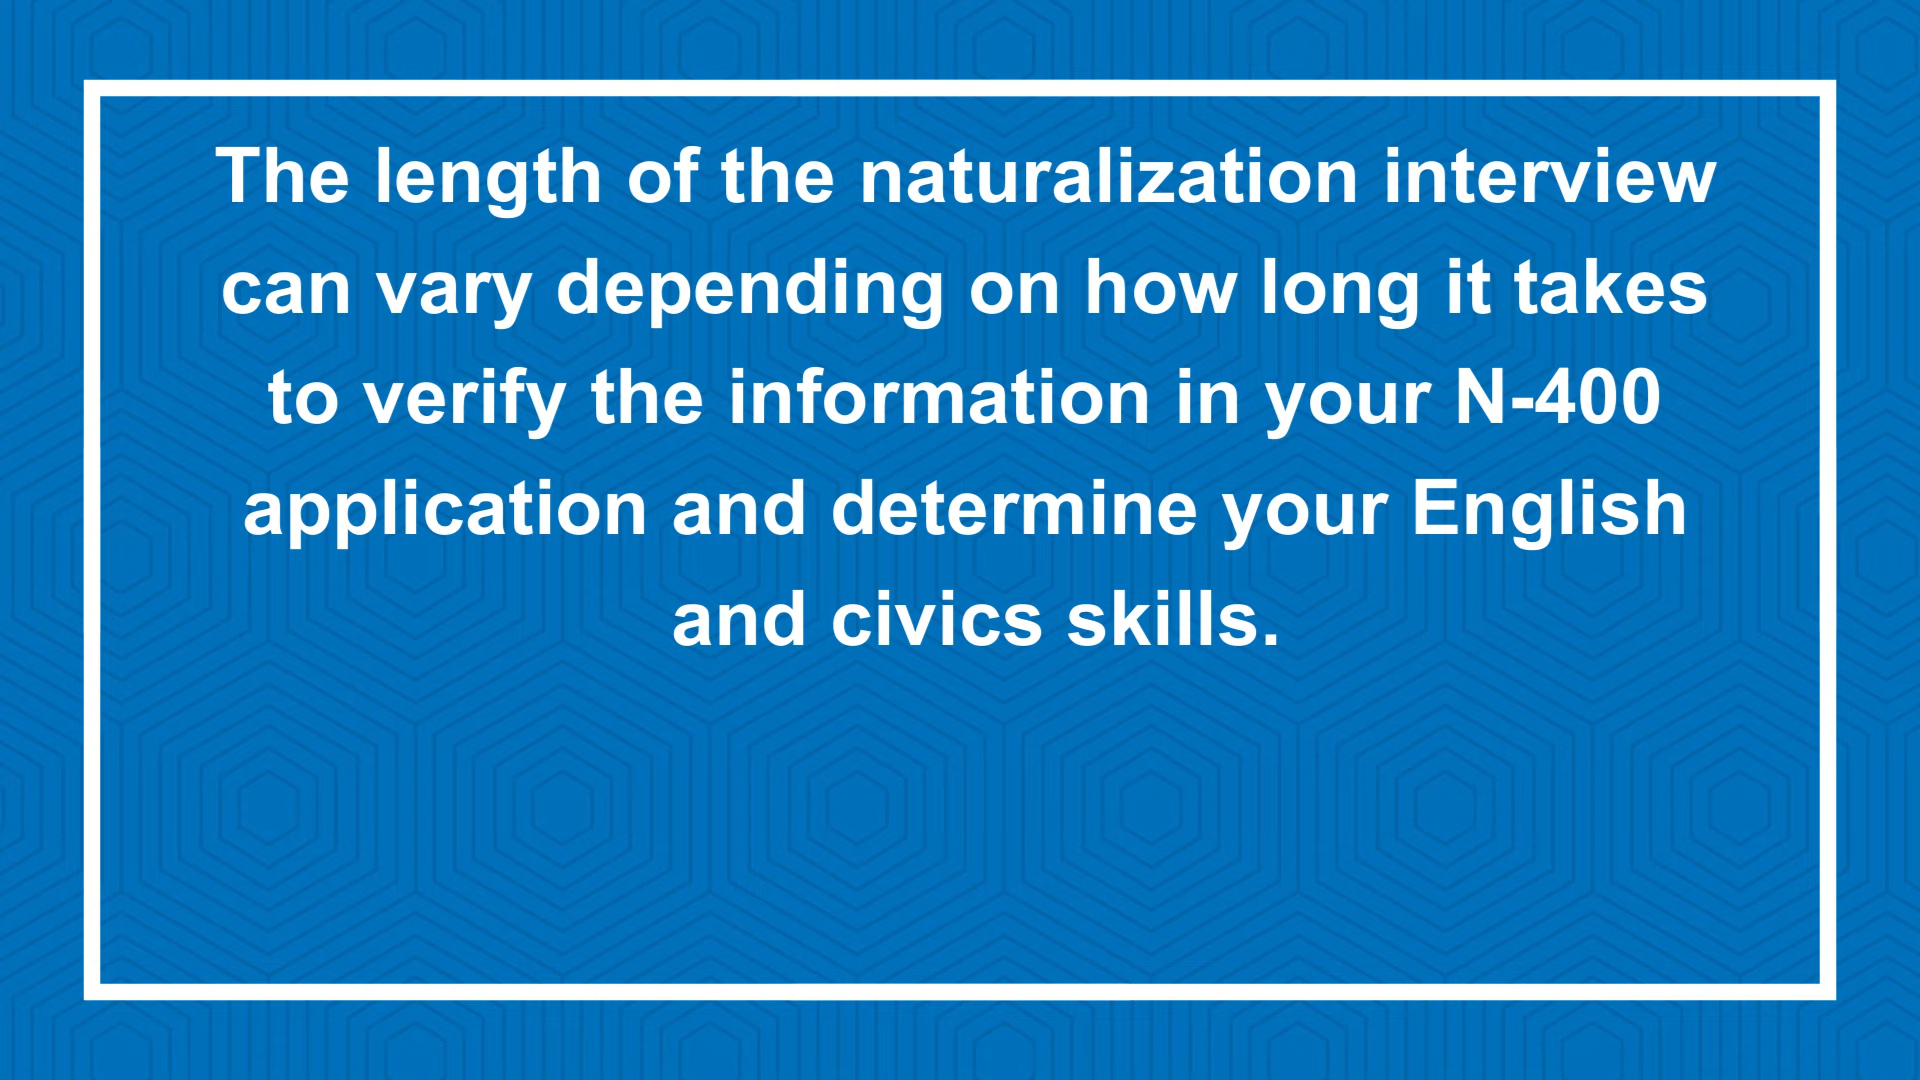 The length of the naturalization interview
can vary depending on how long it takes
to verify the information in your N-400
application and determine your English
and civics skills.